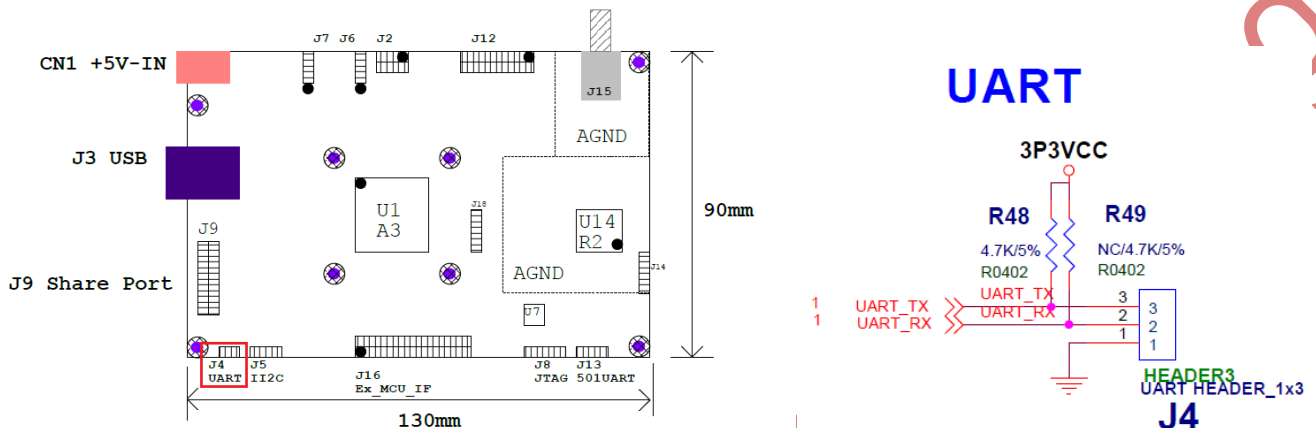 J7 J6 J2 J12
CN1 +5V-IN
J15
AGND
J3 USB
U1
A3
J18
U14
R2
90mm
J9
AGND
J14
J9 Share Port
U7
J4 J5
UART II2C
J16
Ex_MCU_IF
J8 J13
JTAG 501UART
130mm
UART
3P3VCC
R48 R49
4.7K/5% NC/4.7K/5%
R0402 R0402
UART_TX
1 UART_TX 3 3
UART_RX
1 UART_RX 2 2
1 1
HEADER3
UART HEADER_1x3
J4